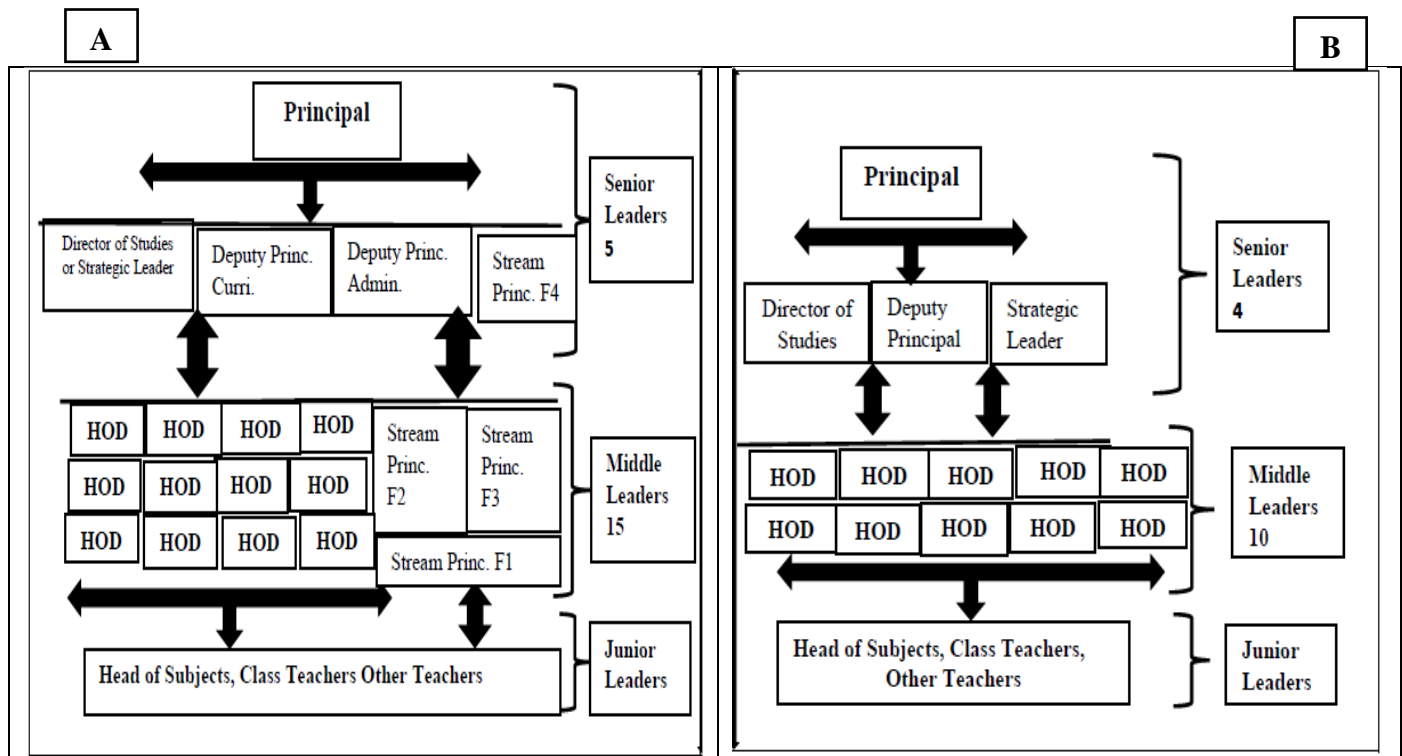 A
Principal
Senior
Leaders
5
Director of Studies
or Strategic Leader
Deputy Princ.
Curri.
Deputy Princ.
Admin.
Stream
Princ. F4
HOD
HOD
HOD
HOD
Stream
Princ.
F2
Stream
Princ.
F3
HOD
HOD
HOD
HOD
HOD
HOD
HOD
HOD
Stream Princ. F1
Middle
Leaders
15
Head of Subjects, Class Teachers Other Teachers
Junior
Leaders
B
Principal
Senior
Leaders
4
Director of
Studies
Deputy
Principal
Strategic
Leader
HOD
HOD
HOD
HOD
HOD
HOD
HOD
HOD
HOD
HOD
Middle
Leaders
10
Head of Subjects, Class Teachers,
Other Teachers
Junior
Leaders